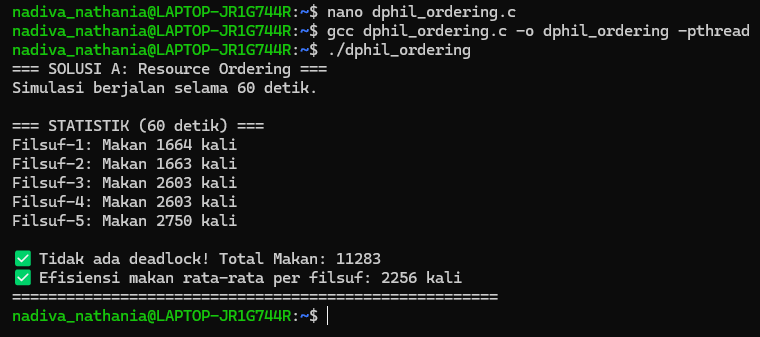 nadiva_nathania@LAPTOP-JR1G744R:~$ nano dphil_ordering.c
nadiva_nathania@LAPTOP-JR1G744R:~$ gcc dphil_ordering.c -o dphil_ordering -pthread
nadiva_nathania@LAPTOP-JR1G744R:~$ ./dphil_ordering
=== SOLUSI A: Resource Ordering ===
Simulasi berjalan selama 60 detik.
=== STATISTIK (60 detik) ===
Filsuf-1: Makan 1664 kali
Filsuf-2: Makan 1663 kali
Filsuf-3: Makan 2603 kali
Filsuf-4: Makan 2603 kali
Filsuf-5: Makan 2750 kali
✅ Tidak ada deadlock! Total Makan: 11283
✅ Efisiensi makan rata-rata per filsuf: 2256 kali
======================================================
nadiva_nathania@LAPTOP-JR1G744R:~$